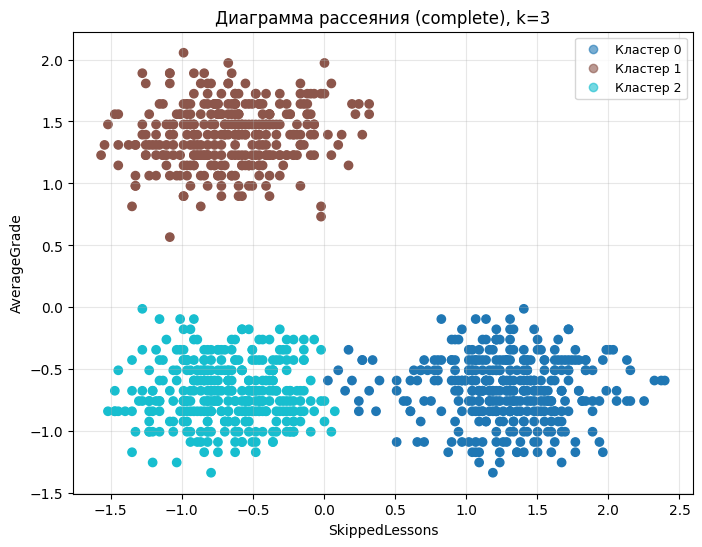 Диаграмма рассеяния (complete), k=3
Кластер 0
Кластер 1
Кластер 2
AverageGrade
2.0
1.5
1.0
0.5
0.0
−0.5
−1.0
−1.5
−1.5 −1.0 −0.5 0.0 0.5 1.0 1.5 2.0 2.5
SkippedLessons